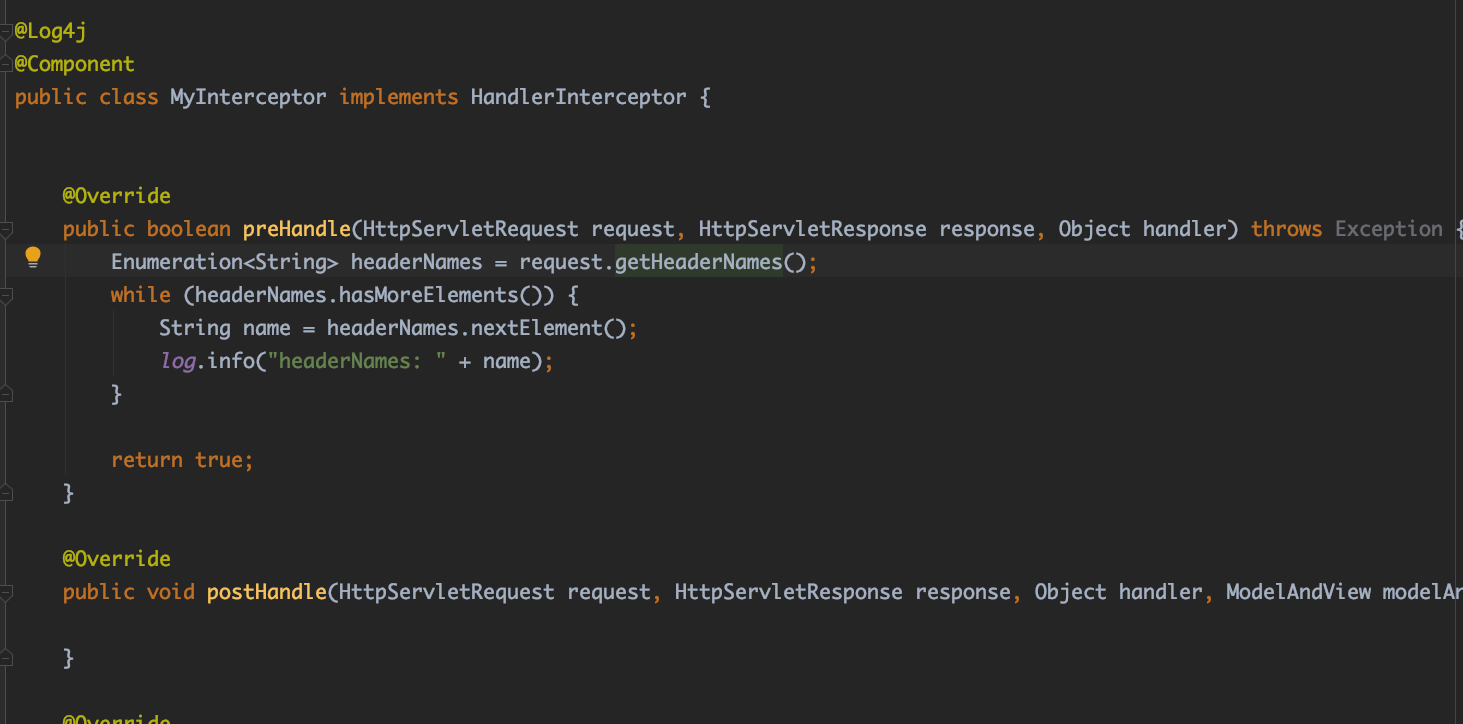 @Log4j
@Component
public class MyInterceptor implements HandlerInterceptor {
@Override
public boolean preHandle(HttpServletRequest request, HttpServletResponse response, Object handler) throws Exception {
Enumeration<String> headerNames = request.getHeaderNames();
while (headerNames.hasMoreElements()) {
String name = headerNames.nextElement();
log.info("headerNames: " + name);
}
return true;
}
@Override
public void postHandle(HttpServletRequest request, HttpServletResponse response, Object handler, ModelAndView modelAn
}
@Override